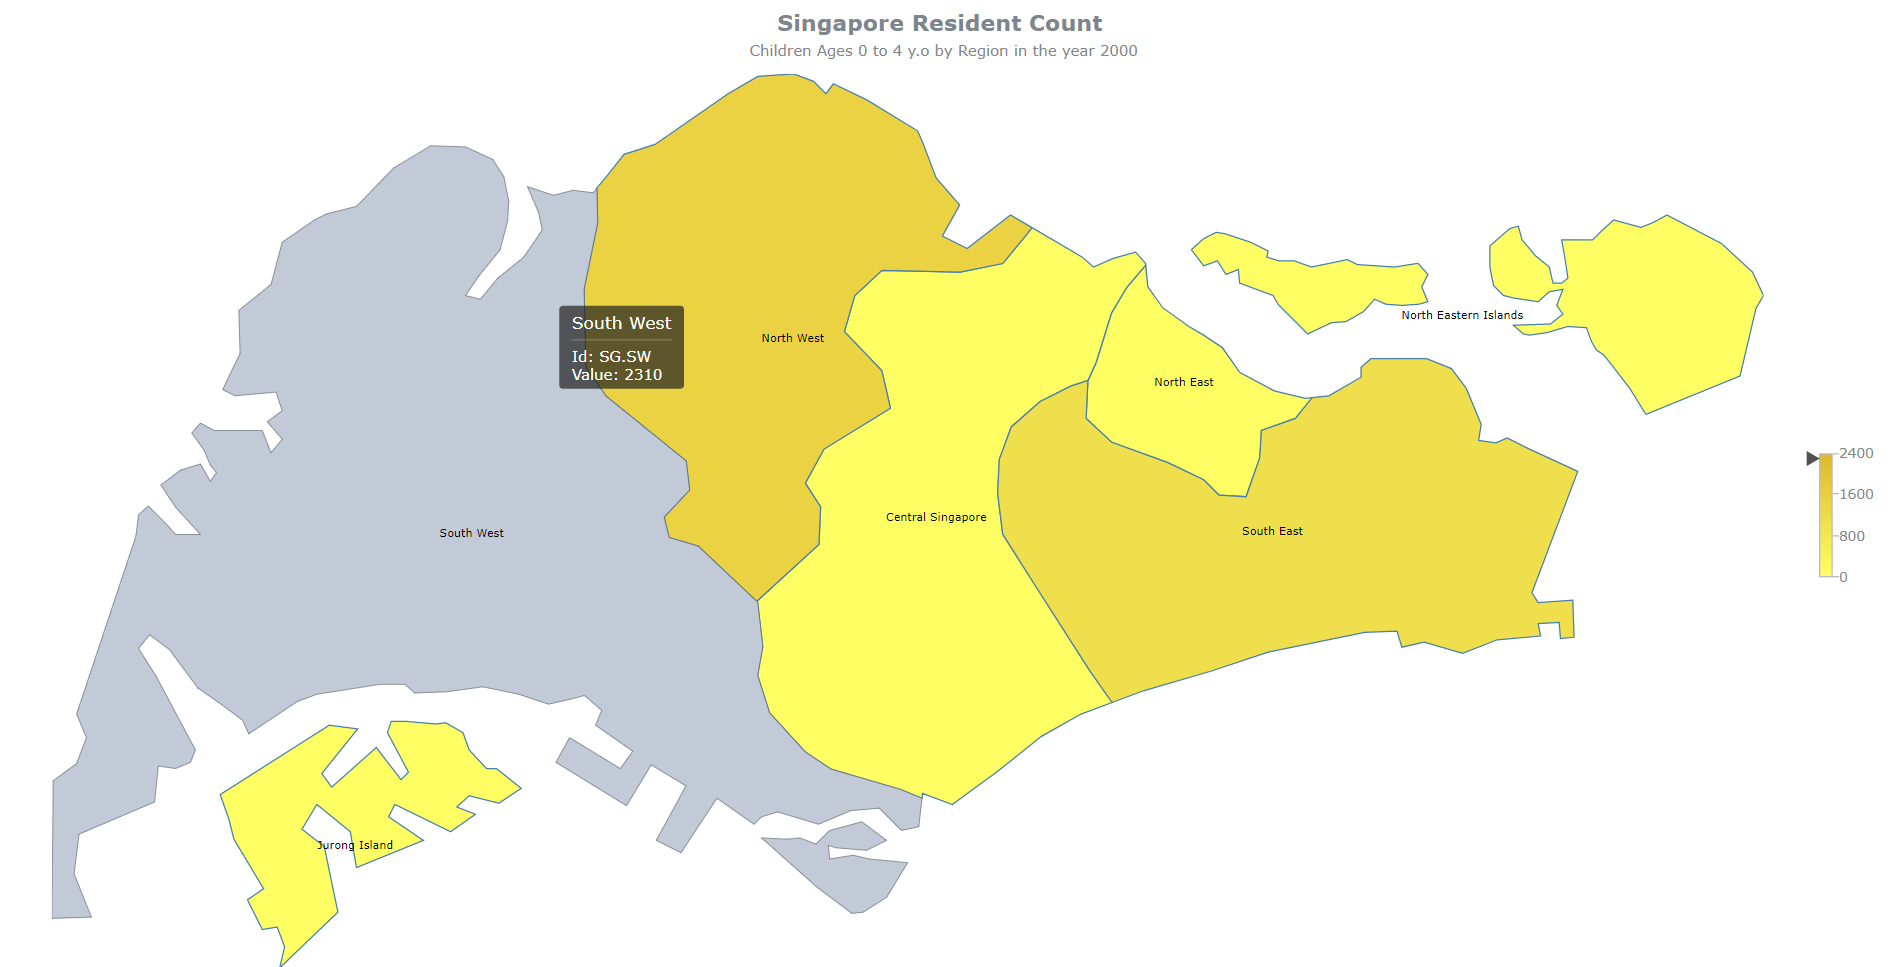 Singapore Resident Count
Children Ages 0 to 4 y.o by Region in the year 2000
North Eastern Islands
South West
Id: SG.SW
Value: 2310
North West
North East
Central Singapore
South East
South West
Jurong Island
2400
1600
800
0